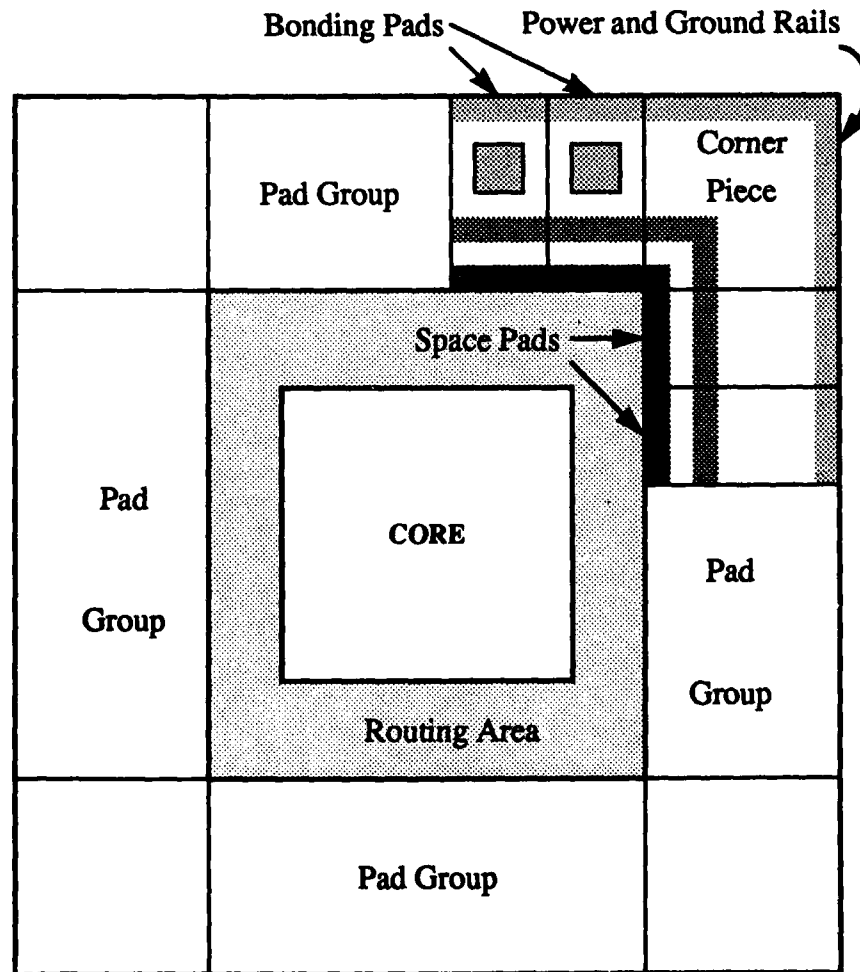 Bonding Pads
Power and Ground Rails
Corner
Piece
Pad Group
Space Pads
Pad
Group
CORE
Pad
Group
Routing Area
Pad Group